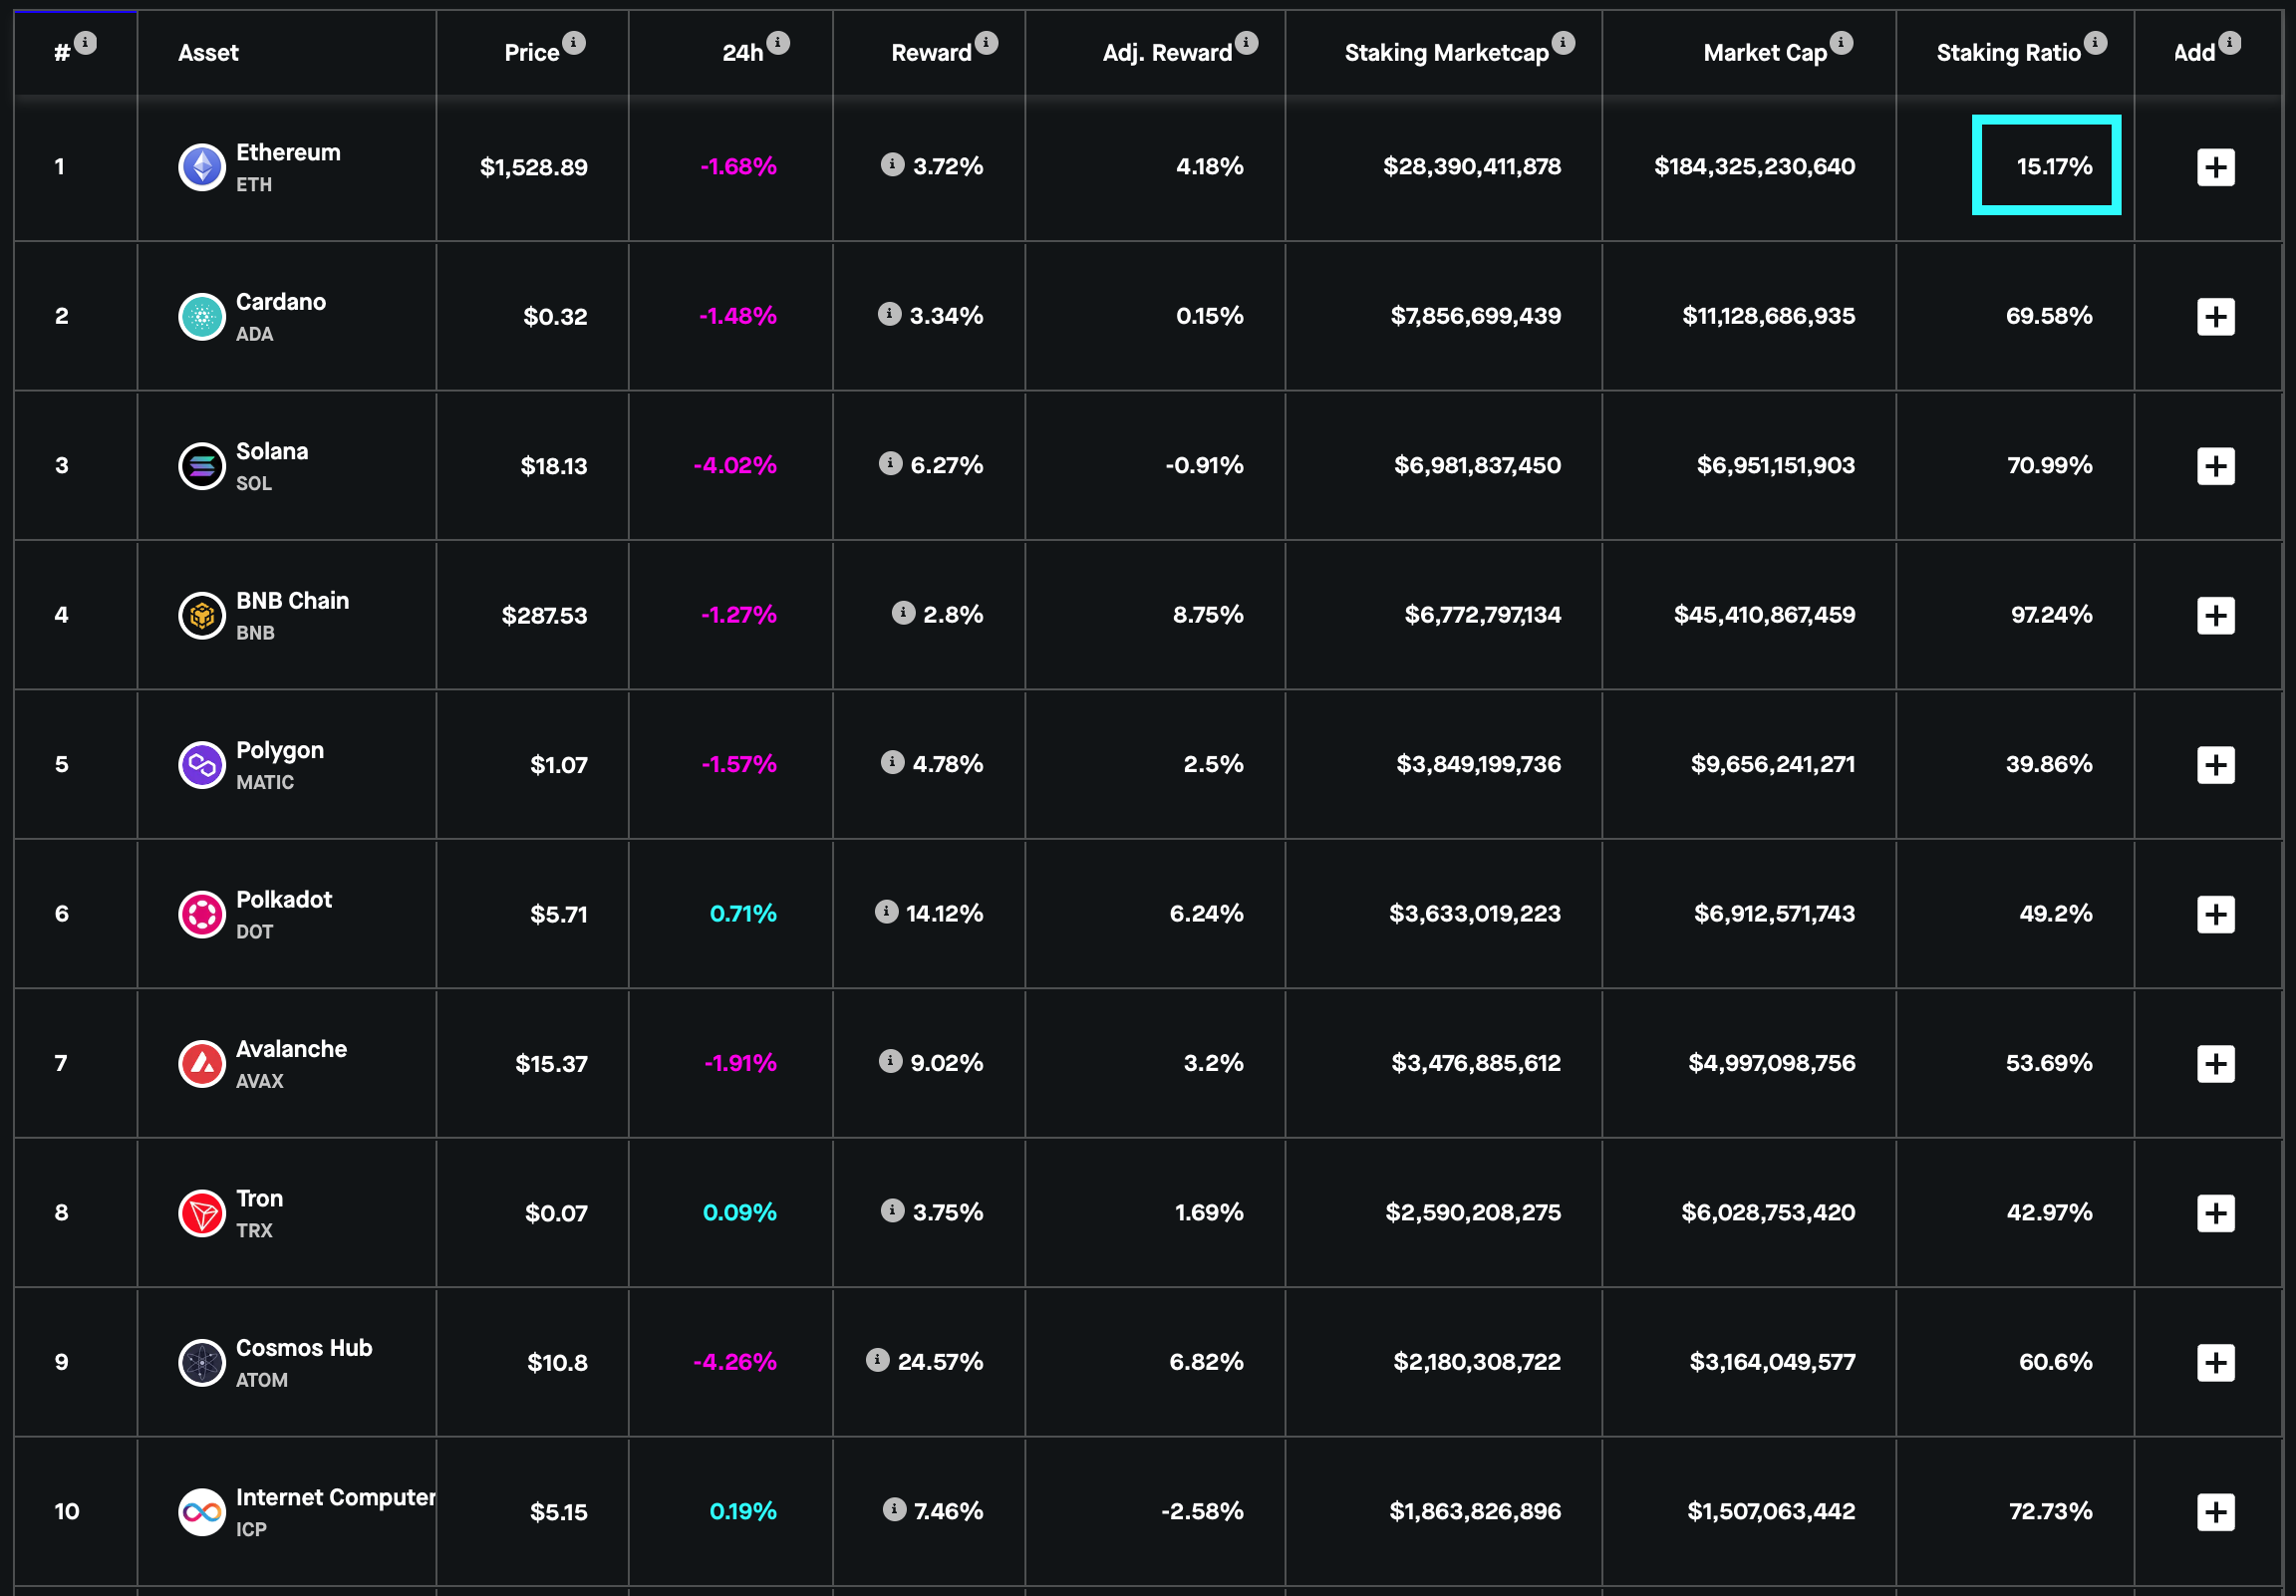 # Asset Price 24h Reward Adj. Reward Staking Marketcap Market Cap Staking Ratio Add
1 Ethereum ETH $1,528.89 -1.68% 3.72% 4.18% $28,390,411,878 $184,325,230,640 15.17%
2 Cardano ADA $0.32 -1.48% 3.34% 0.15% $7,856,699,439 $11,128,686,935 69.58%
3 Solana SOL $18.13 -4.02% 6.27% -0.91% $6,981,837,450 $6,951,151,903 70.99%
4 BNB Chain BNB $287.53 -1.27% 2.8% 8.75% $6,772,797,134 $45,410,867,459 97.24%
5 Polygon MATIC $1.07 -1.57% 4.78% 2.5% $3,849,199,736 $9,656,241,271 39.86%
6 Polkadot DOT $5.71 0.71% 14.12% 6.24% $3,633,019,223 $6,912,571,743 49.2%
7 Avalanche AVAX $15.37 -1.91% 9.02% 3.2% $3,476,885,612 $4,997,098,756 53.69%
8 Tron TRX $0.07 0.09% 3.75% 1.69% $2,590,208,275 $6,028,753,420 42.97%
9 Cosmos Hub ATOM $10.8 -4.26% 24.57% 6.82% $2,180,308,722 $3,164,049,577 60.6%
10 Internet Computer ICP $5.15 0.19% 7.46% -2.58% $1,863,826,896 $1,507,063,442 72.73%